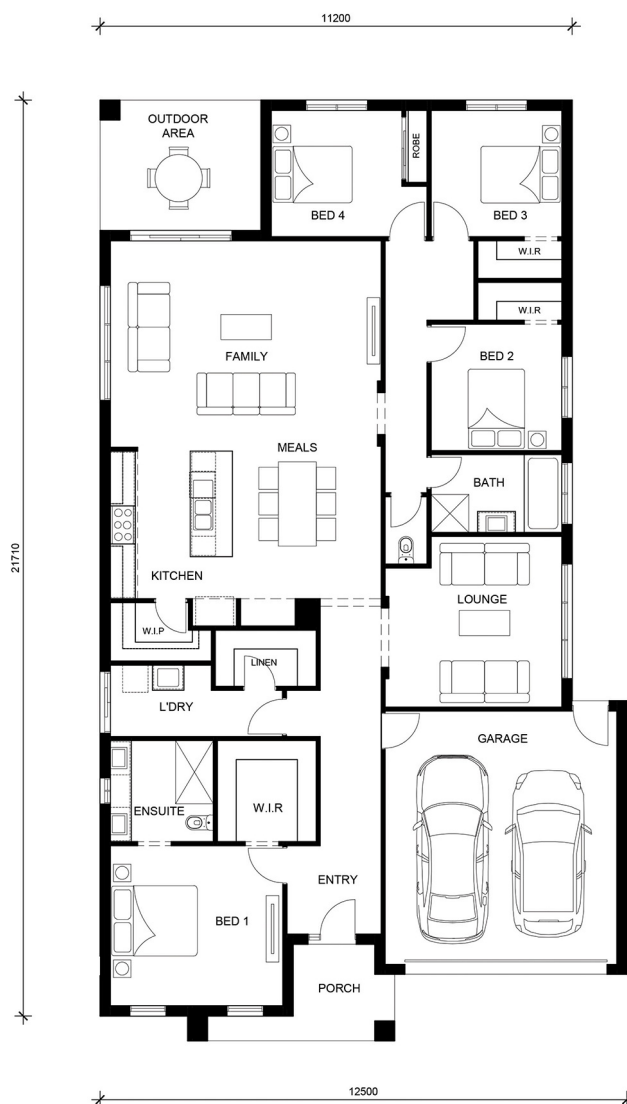 11200
OUTDOOR
AREA
ROBE
BED 4
BED 3
W.I.R
W.I.R
FAMILY
BED 2
MEALS
BATH
21710
KITCHEN
LOUNGE
W.I.P
LINEN
L'DRY
GARAGE
ENSUITE
W.I.R
ENTRY
BED 1
PORCH
12500